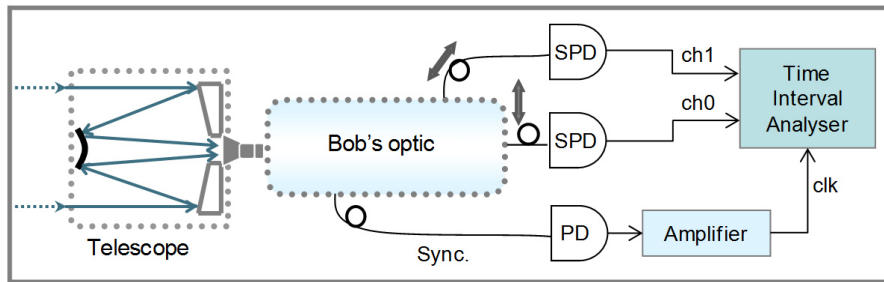 SPD
ch1
Time
Interval
Analyser
Bob's optic
SPD
ch0
clk
Telescope
Sync.
PD
Amplifier